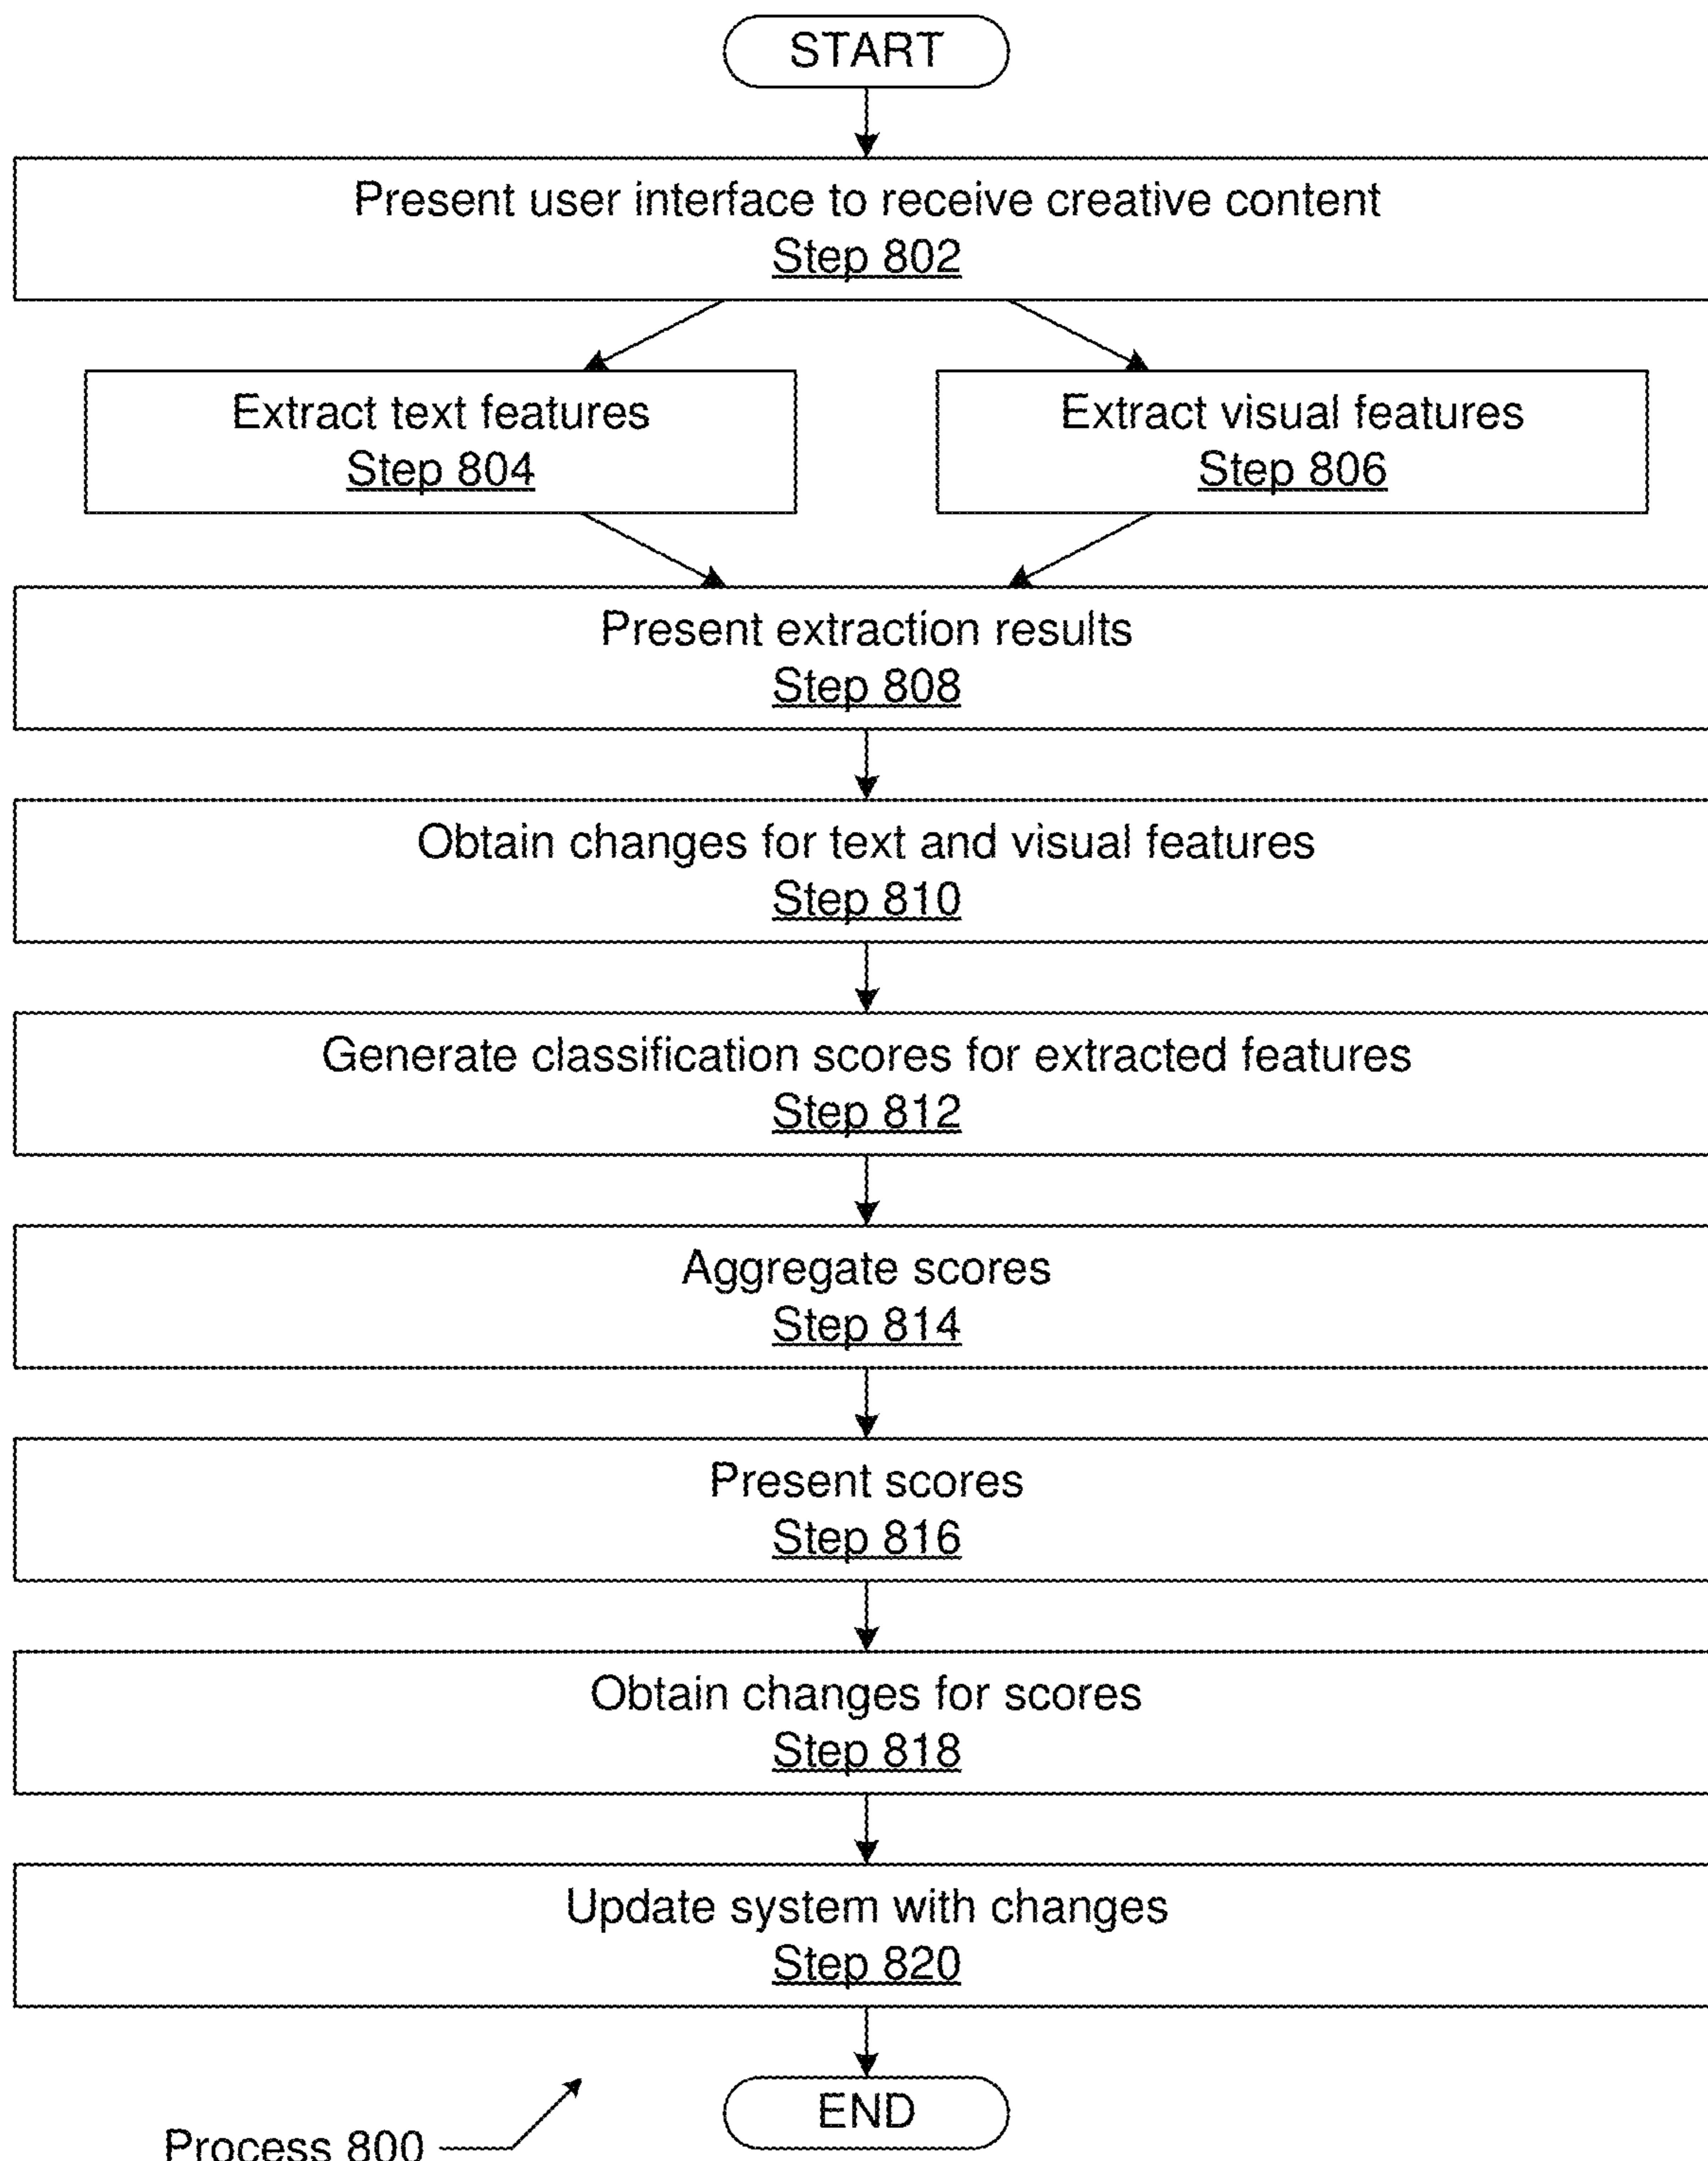 START
Present user interface to receive creative content
Step 802
Extract text features
Step 804
Extract visual features
Step 806
Present extraction results
Step 808
Obtain changes for text and visual features
Step 810
Generate classification scores for extracted features
Step 812
Aggregate scores
Step 814
Present scores
Step 816
Obtain changes for scores
Step 818
Update system with changes
Step 820
END
Process 800